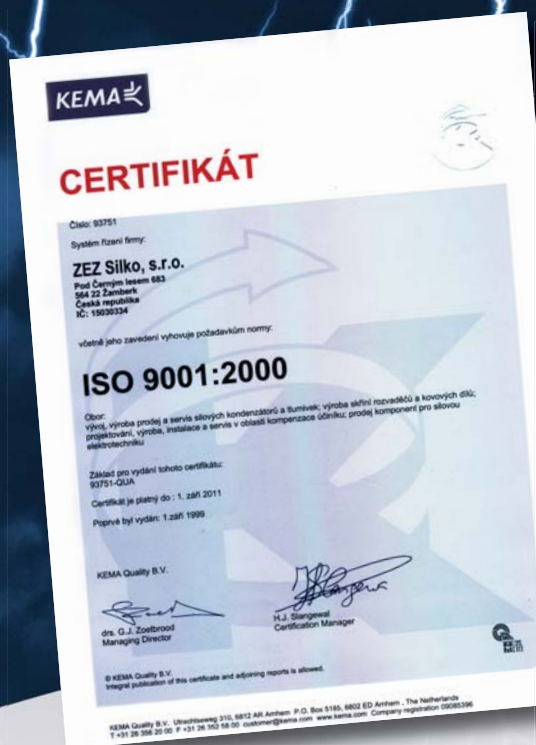 KEMA
CERTIFIKÁT
Číslo: 93751
Systém řízení firmy:
ZEZ Silko, s.r.o.
Pod Černým lesem 683
564 22 Žamberk
Česká republika
IČ: 15030334
včetně jeho zavedení vyhovuje požadavkům normy:
ISO 9001:2000
Obor:
vývoj, výroba prodej a servis silových kondenzátorů a tlumivek; výroba skříní rozvaděčů a kovových dílů;
projektování, výroba, instalace a servis v oblasti kompenzace účiníku; prodej komponent pro silovou
elektrotechniku
Základ pro vydání tohoto certifikátu:
93751-QUA
Certifikát je platný do : 1. září 2011
Poprvé byl vydán: 1.září 1999
KEMA Quality B.V.
drs. G.J. Zoetbrood
Managing Director
H.J. Slangewal
Certification Manager
© KEMA Quality B.V.
Integral publication of this certificate and adjoining reports is allowed.
KEMA Quality B.V. Utrechtseweg 310, 6812 AR Arnhem P.O. Box 5185, 6802 ED Arnhem , The Netherlands
T +31 26 356 20 00 F +31 26 352 58 00 customer@kema.com www.kema.com Company registration 09085396